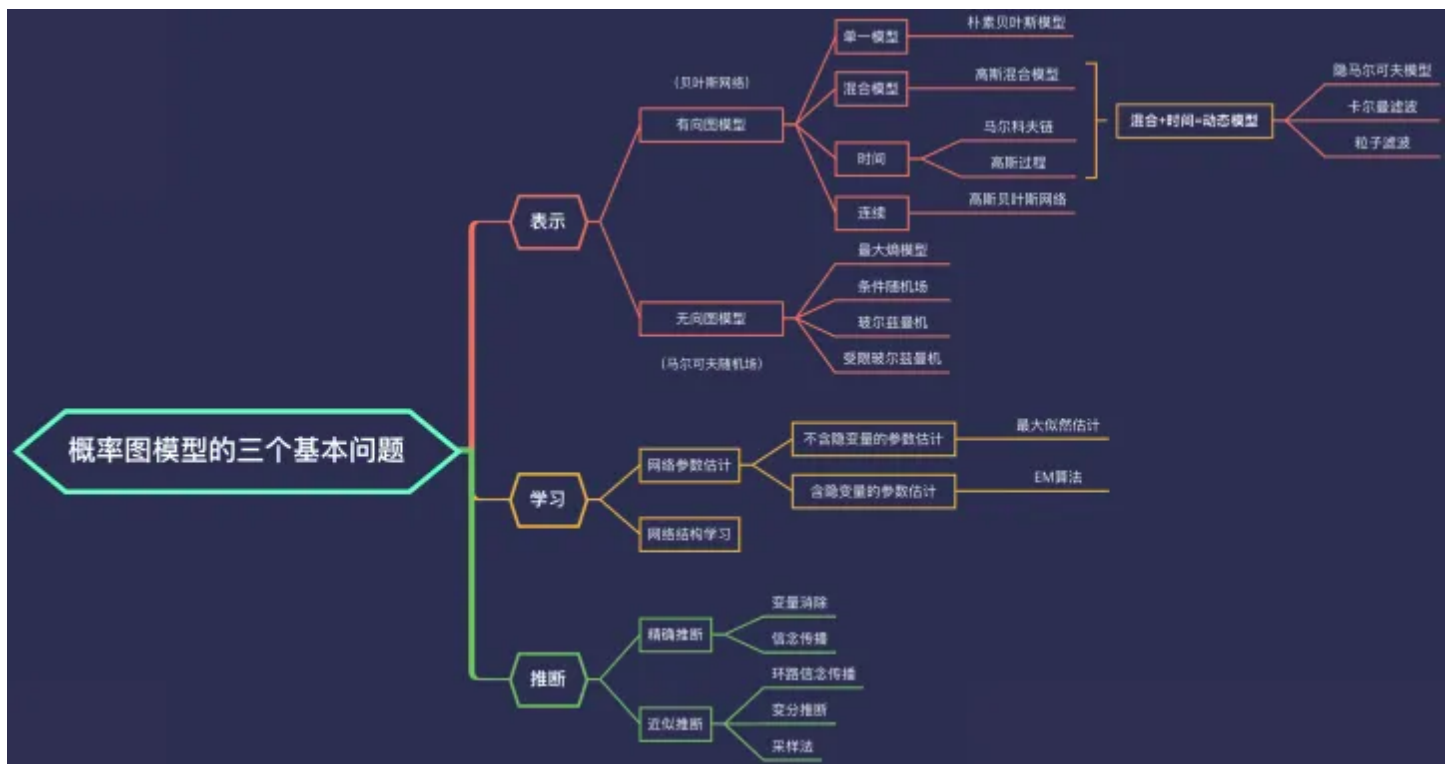 概率图模型的三个基本问题
表示
(贝叶斯网络)
有向图模型
单一模型
朴素贝叶斯模型
混合模型
高斯混合模型
时间
马尔科夫链
高斯过程
连续
高斯贝叶斯网络
混合+时间=动态模型
隐马尔可夫模型
卡尔曼滤波
粒子滤波
无向图模型
(马尔可夫随机场)
最大熵模型
条件随机场
玻尔兹曼机
受限玻尔兹曼机
学习
网络参数估计
不含隐变量的参数估计
最大似然估计
含隐变量的参数估计
EM算法
网络结构学习
推断
精确推断
变量消除
信念传播
近似推断
环路信念传播
变分推断
采样法